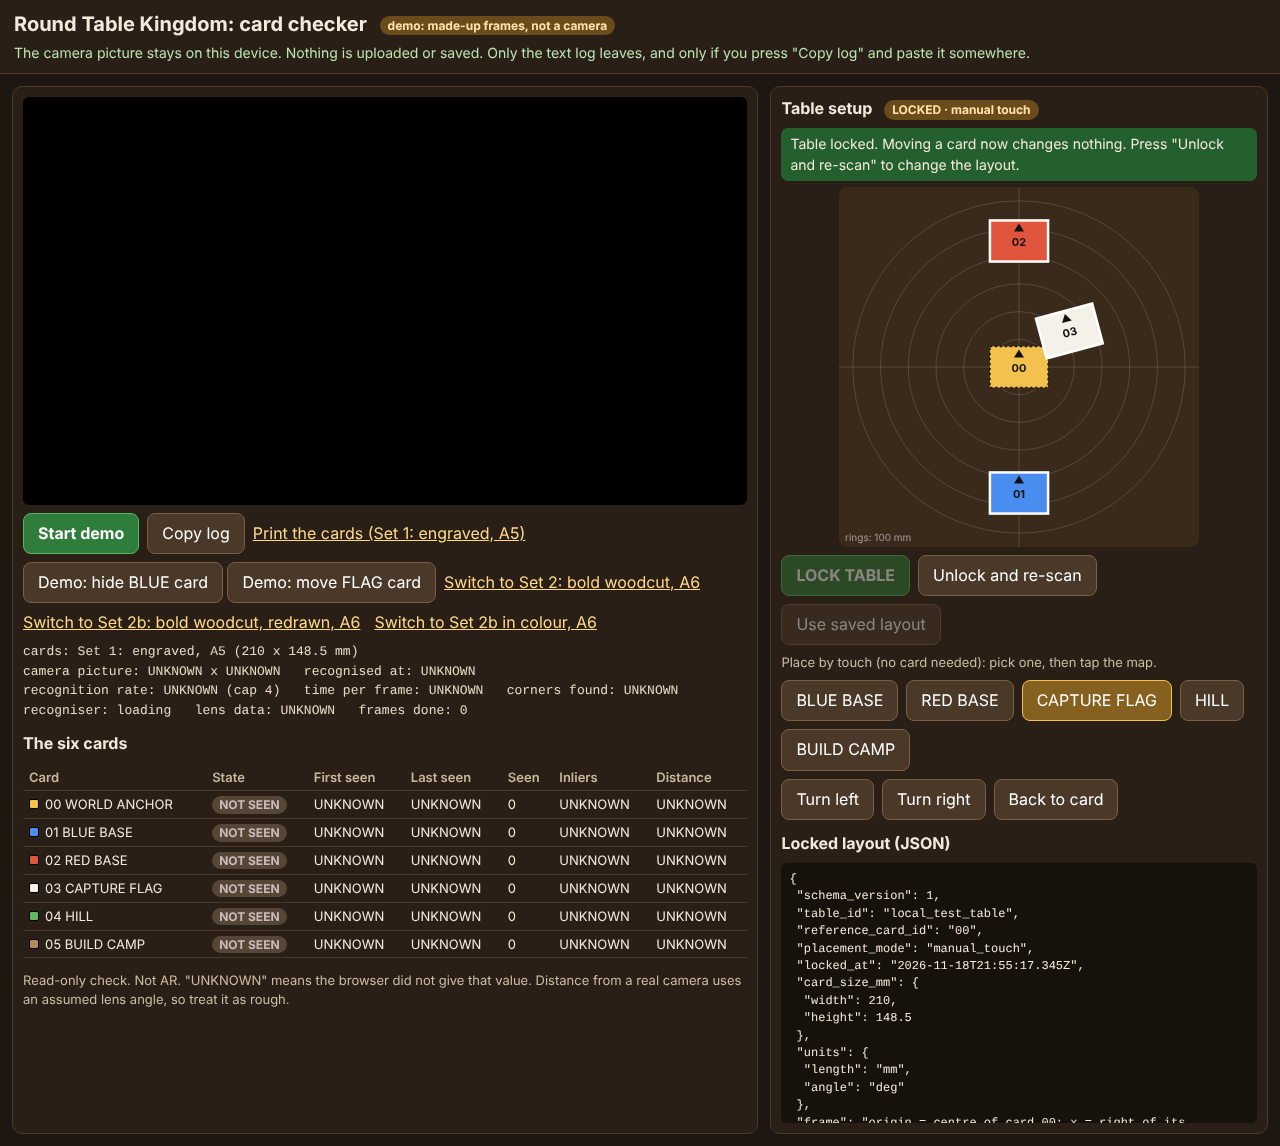 Round Table Kingdom: card checker demo: made-up frames, not a camera
The camera picture stays on this device. Nothing is uploaded or saved. Only the text log leaves, and only if you press "Copy log" and paste it somewhere.
Start demo Copy log Print the cards (Set 1: engraved, A5)
Demo: hide BLUE card Demo: move FLAG card Switch to Set 2: bold woodcut, A6
Switch to Set 2b: bold woodcut, redrawn, A6 Switch to Set 2b in colour, A6
cards: Set 1: engraved, A5 (210 x 148.5 mm)
camera picture: UNKNOWN x UNKNOWN recognised at: UNKNOWN
recognition rate: UNKNOWN (cap 4) time per frame: UNKNOWN corners found: UNKNOWN
recogniser: loading lens data: UNKNOWN frames done: 0
The six cards
Card State First seen Last seen Seen Inliers Distance
00 WORLD ANCHOR NOT SEEN UNKNOWN UNKNOWN 0 UNKNOWN UNKNOWN
01 BLUE BASE NOT SEEN UNKNOWN UNKNOWN 0 UNKNOWN UNKNOWN
02 RED BASE NOT SEEN UNKNOWN UNKNOWN 0 UNKNOWN UNKNOWN
03 CAPTURE FLAG NOT SEEN UNKNOWN UNKNOWN 0 UNKNOWN UNKNOWN
04 HILL NOT SEEN UNKNOWN UNKNOWN 0 UNKNOWN UNKNOWN
05 BUILD CAMP NOT SEEN UNKNOWN UNKNOWN 0 UNKNOWN UNKNOWN
Read-only check. Not AR. "UNKNOWN" means the browser did not give that value. Distance from a real camera uses
an assumed lens angle, so treat it as rough.
Table setup LOCKED · manual touch
Table locked. Moving a card now changes nothing. Press "Unlock
and re-scan" to change the layout.
02
03
00
01
rings: 100 mm
LOCK TABLE Unlock and re-scan
Use saved layout
Place by touch (no card needed): pick one, then tap the map.
BLUE BASE RED BASE CAPTURE FLAG HILL
BUILD CAMP
Turn left Turn right Back to card
Locked layout (JSON)
{
"schema_version": 1,
"table_id": "local_test_table",
"reference_card_id": "00",
"placement_mode": "manual_touch",
"locked_at": "2026-11-18T21:55:17.345Z",
"card_size_mm": {
"width": 210,
"height": 148.5
},
"units": {
"length": "mm",
"angle": "deg"
},
"frame": "origin = centre of card 00; x = right of its